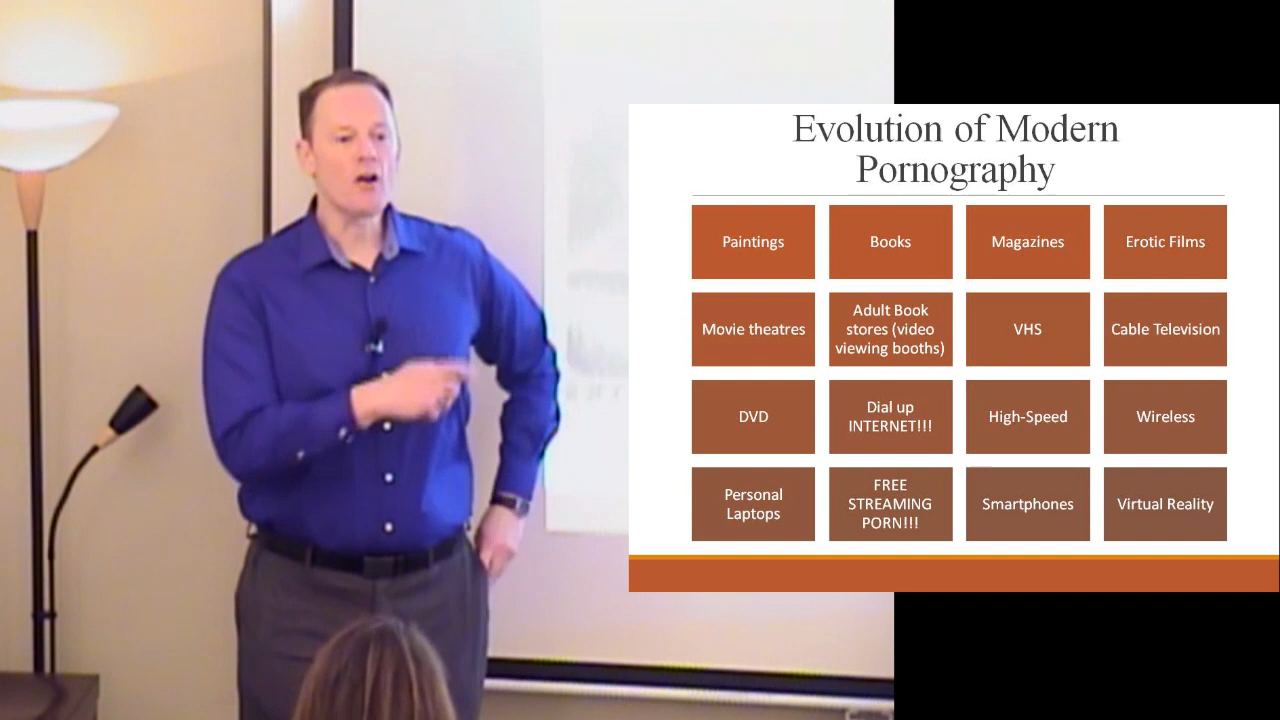 Evolution of Modern
Pornography
Paintings
Books
Magazines
Erotic Films
Movie theatres
Adult Book
stores (video
viewing booths)
VHS
Cable Television
DVD
Dial up
INTERNET!!!
High-Speed
Wireless
Personal
Laptops
FREE
STREAMING
PORN!!!
Smartphones
Virtual Reality